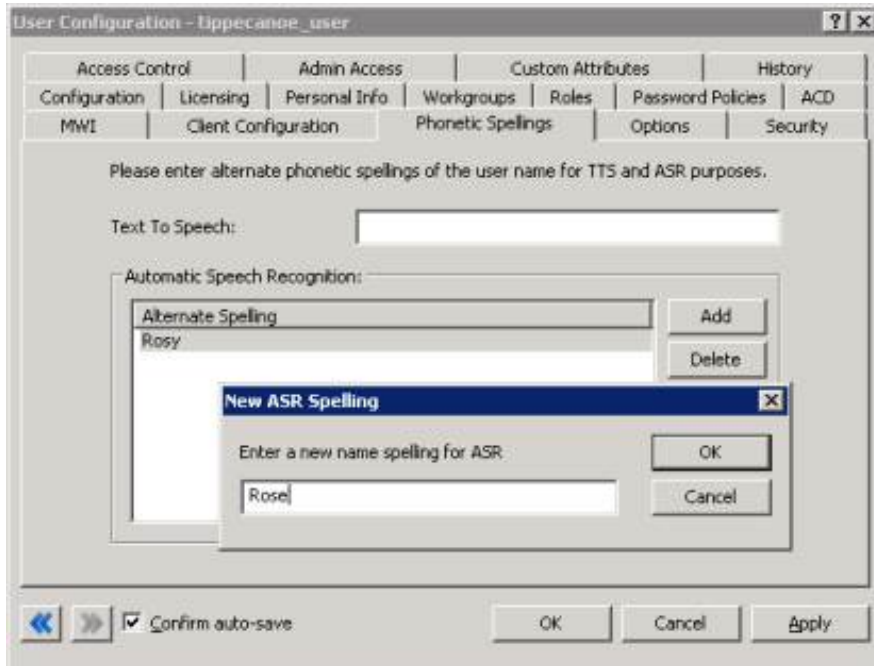 User Configuration - tippecanoe_user
Access Control Admin Access Custom Attributes History
Configuration Licensing Personal Info Workgroups Roles Password Policies ACD
MWI Client Configuration Phonetic Spellings Options Security
Please enter alternate phonetic spellings of the user name for TTS and ASR purposes.
Text To Speech:
Automatic Speech Recognition:
Alternate Spelling
Add
Rosy
Delete
New ASR Spelling
Enter a new name spelling for ASR
OK
Rose
Cancel
Confirm auto-save
OK Cancel Apply